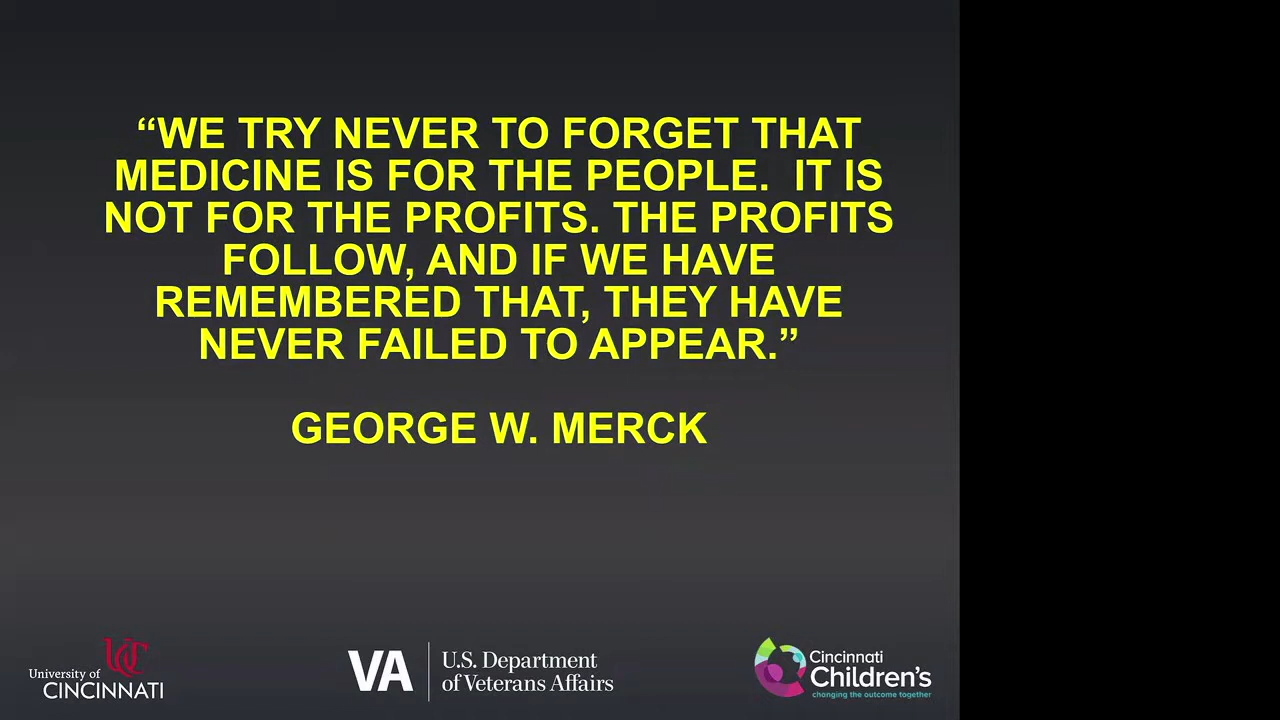 “WE TRY NEVER TO FORGET THAT
MEDICINE IS FOR THE PEOPLE.  IT IS
NOT FOR THE PROFITS. THE PROFITS
FOLLOW, AND IF WE HAVE
REMEMBERED THAT, THEY HAVE
NEVER FAILED TO APPEAR.”
GEORGE W. MERCK
UC
University of
CINCINNATI
VA
U.S. Department
of Veterans Affairs
Cincinnati
Children's
changing the outcome together